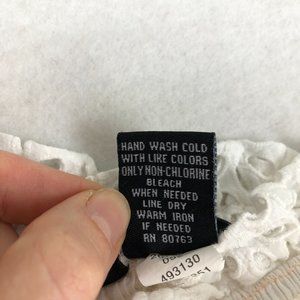 HAND WASH COLD
WITH LIKE COLORS
ONLY NON-CHLORINE
BLEACH
WHEN NEEDED
LINE DRY
WARM IRON
IF NEEDED
RN 80763
493130